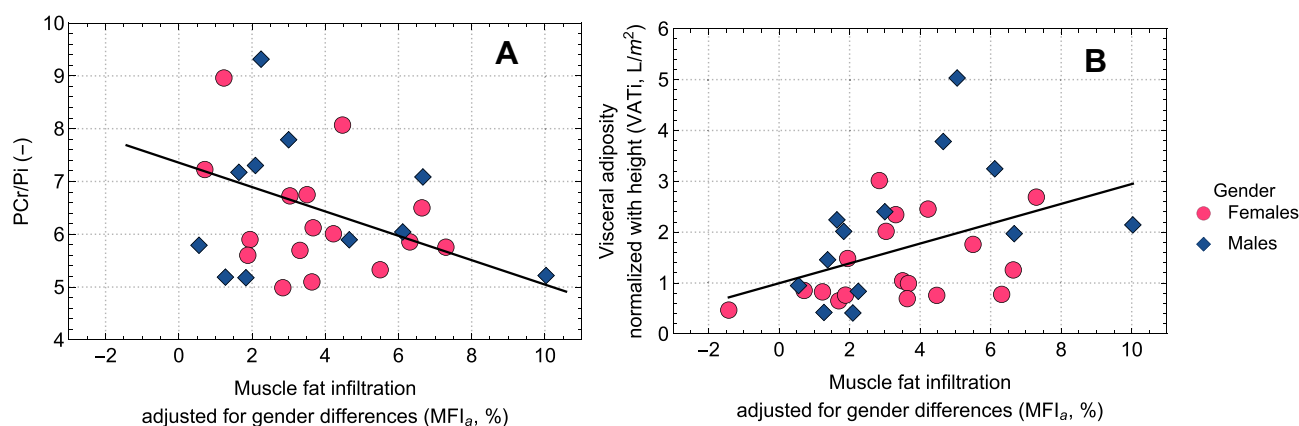 A
10
9
8
7
6
5
4
PCr/Pi (−)
−2
0
2
4
6
8
10
Muscle fat infiltration
adjusted for gender differences (MFIa, %)
B
6
5
4
3
2
1
0
Visceral adiposity
normalized with height (VATi, L/m²)
−2
0
2
4
6
8
10
Muscle fat infiltration
adjusted for gender differences (MFIa, %)
Gender
Females
Males